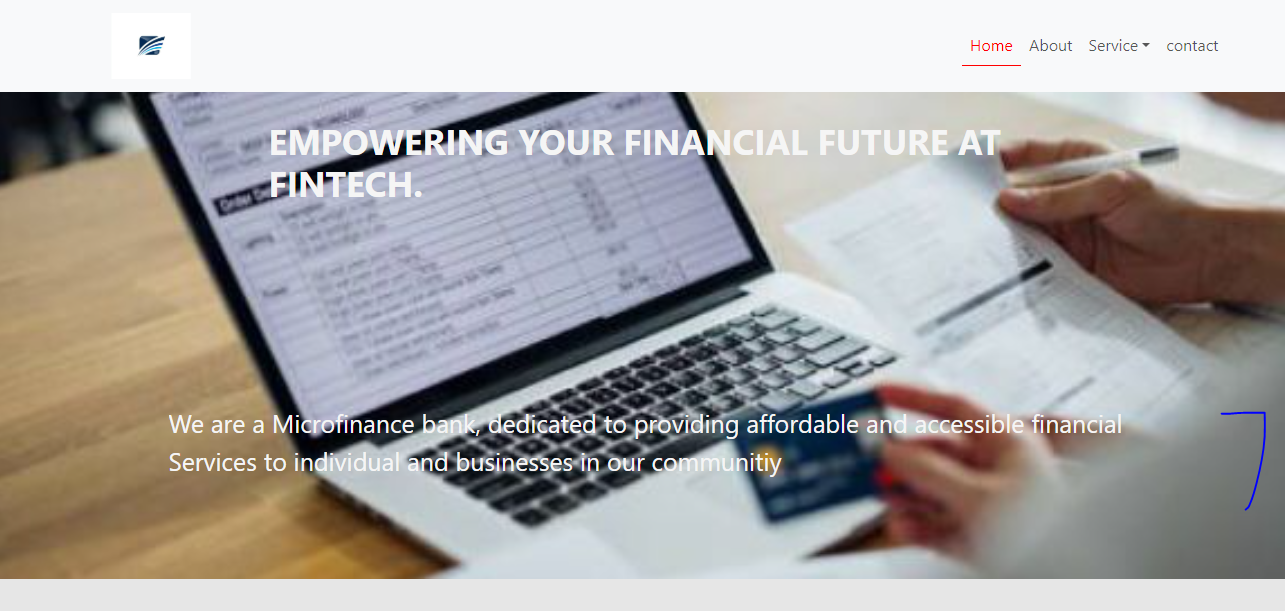 Home About Service contact
EMPOWERING YOUR FINANCIAL FUTURE AT
FINTECH.
We are a Microfinance bank, dedicated to providing affordable and accessible financial
Services to individual and businesses in our communitiy